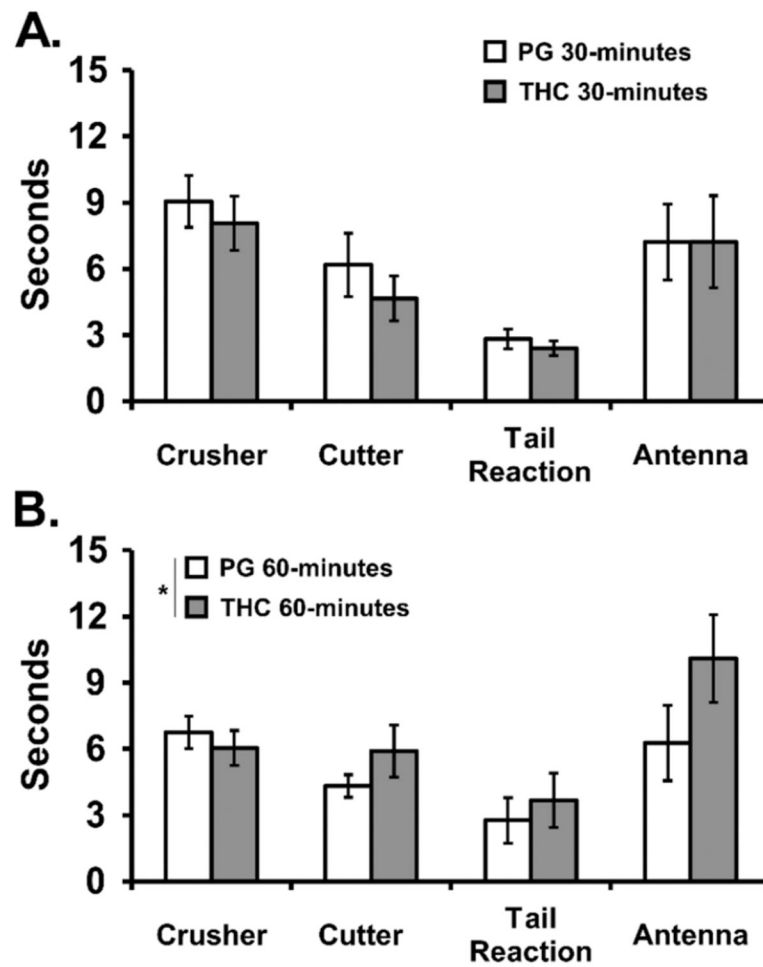 A.
PG 30-minutes
THC 30-minutes
15
12
9
6
3
0
Seconds
Crusher
Cutter
Tail
Reaction
Antenna
B.
PG 60-minutes
*
THC 60-minutes
15
12
9
6
3
0
Seconds
Crusher
Cutter
Tail
Reaction
Antenna